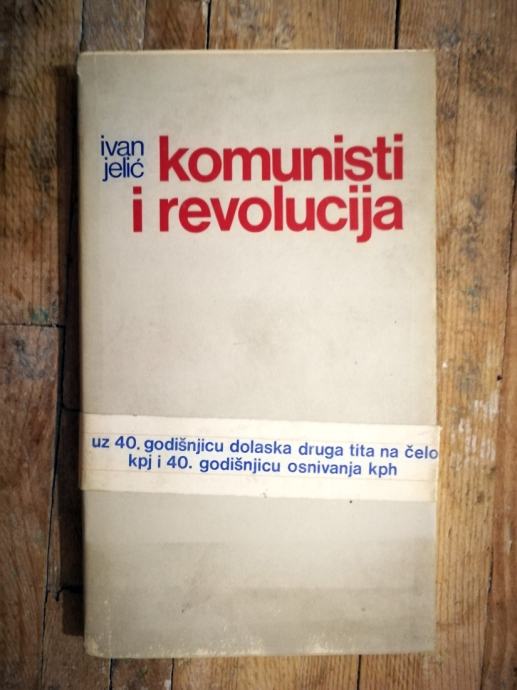 ivan
jelić
komunisti
i revolucija
uz 40. godišnjicu dolaska druga tita na čelo
kpj i 40. godišnjicu osnivanja kph